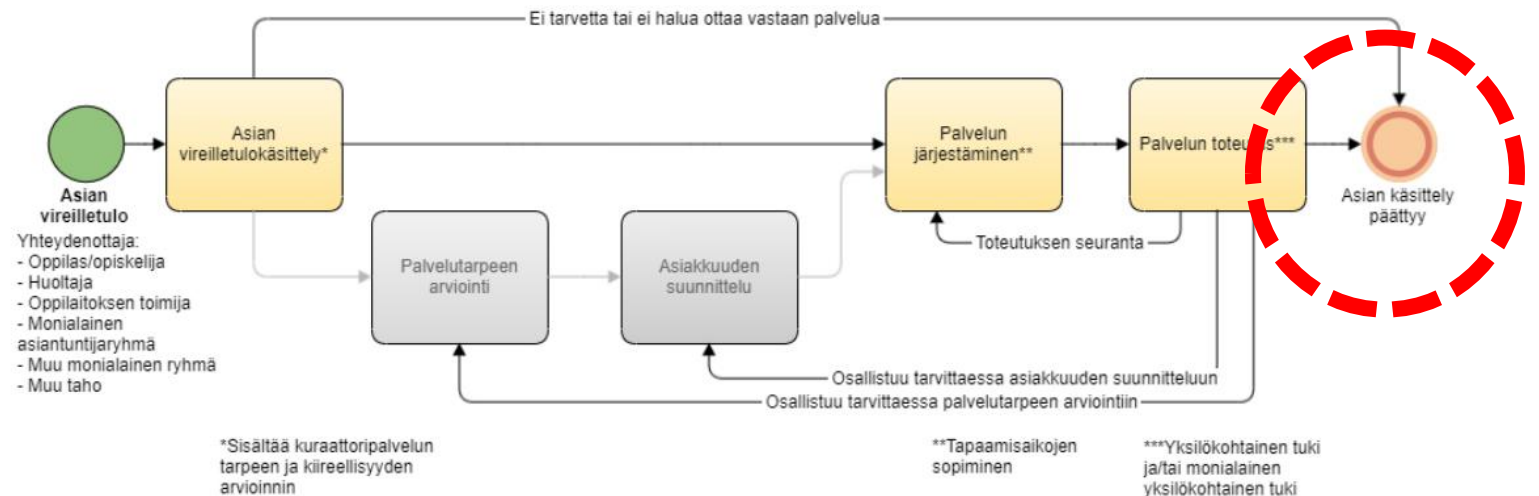 Ei tarvetta tai ei halua ottaa vastaan palvelua
Asian
vireilletulokäsittely*
Palvelun
järjestäminen**
Palvelun toteutus***
Asian
vireilletulo
Yhteydenottaja:
- Oppilas/opiskelija
- Huoltaja
- Oppilaitoksen toimija
- Monialainen
asiantuntijaryhmä
- Muu monialainen ryhmä
- Muu taho
Asian käsittely
päättyy
Toteutuksen seuranta
Palvelutarpeen
arviointi
Asiakkuuden
suunnittelu
Osallistuu tarvittaessa asiakkuuden suunnitteluun
Osallistuu tarvittaessa palvelutarpeen arviointiin
*Sisältää kuraattoripalvelun
tarpeen ja kiireellisyyden
arvioinnin
**Tapaamisaikojen
sopiminen
***Yksilökohtainen tuki
ja/tai monialainen
yksilökohtainen tuki